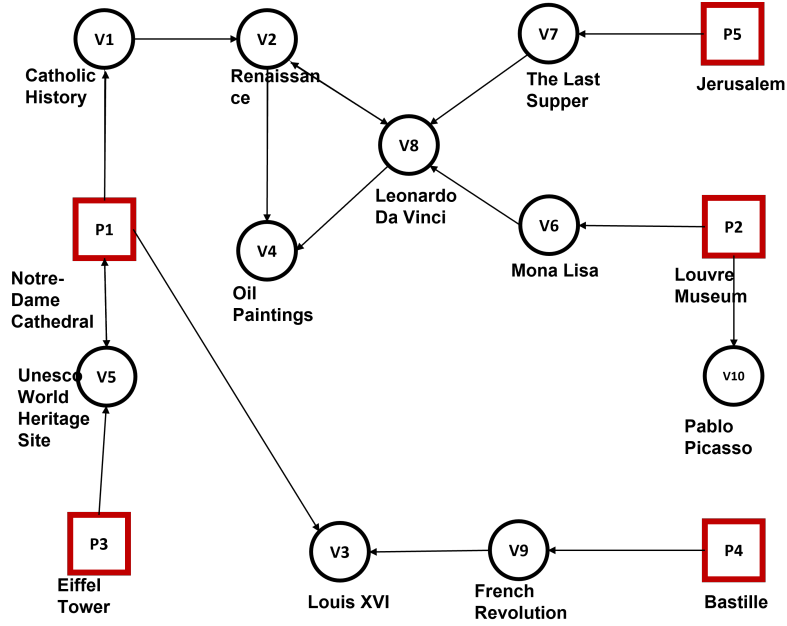 V1
Catholic
History
V2
Renaissan
ce
V7
The Last
Supper
P5
Jerusalem
V8
Leonardo
Da Vinci
P1
Notre-
Dame
Cathedral
V4
Oil
Paintings
V6
Mona Lisa
P2
Louvre
Museum
V5
Unesco
World
Heritage
Site
V10
Pablo
Picasso
P3
Eiffel
Tower
V3
Louis XVI
V9
French
Revolution
P4
Bastille